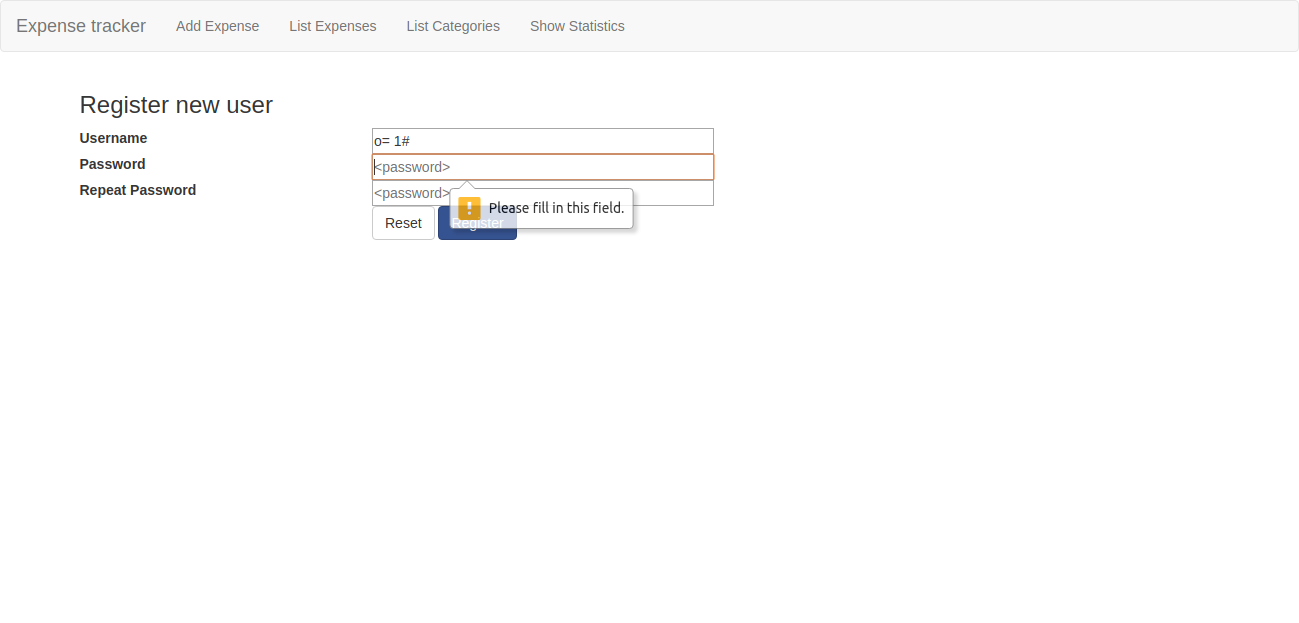 Expense tracker Add Expense List Expenses List Categories Show Statistics
Register new user
Username o= 1#
Password <password>
Repeat Password <password>
Please fill in this field.
Reset Register